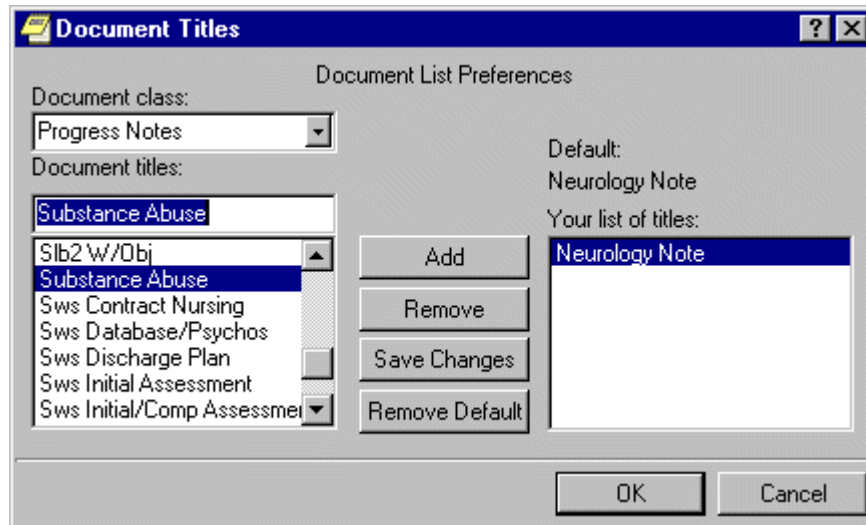 Document Titles
Document List Preferences
Document class:
Progress Notes
Document titles:
Substance Abuse
Slb2 W/Obj
Substance Abuse
Sws Contract Nursing
Sws Database/Psychos
Sws Discharge Plan
Sws Initial Assessment
Sws Initial/Comp Assessme
Add
Remove
Save Changes
Remove Default
Default:
Neurology Note
Your list of titles:
Neurology Note
OK
Cancel